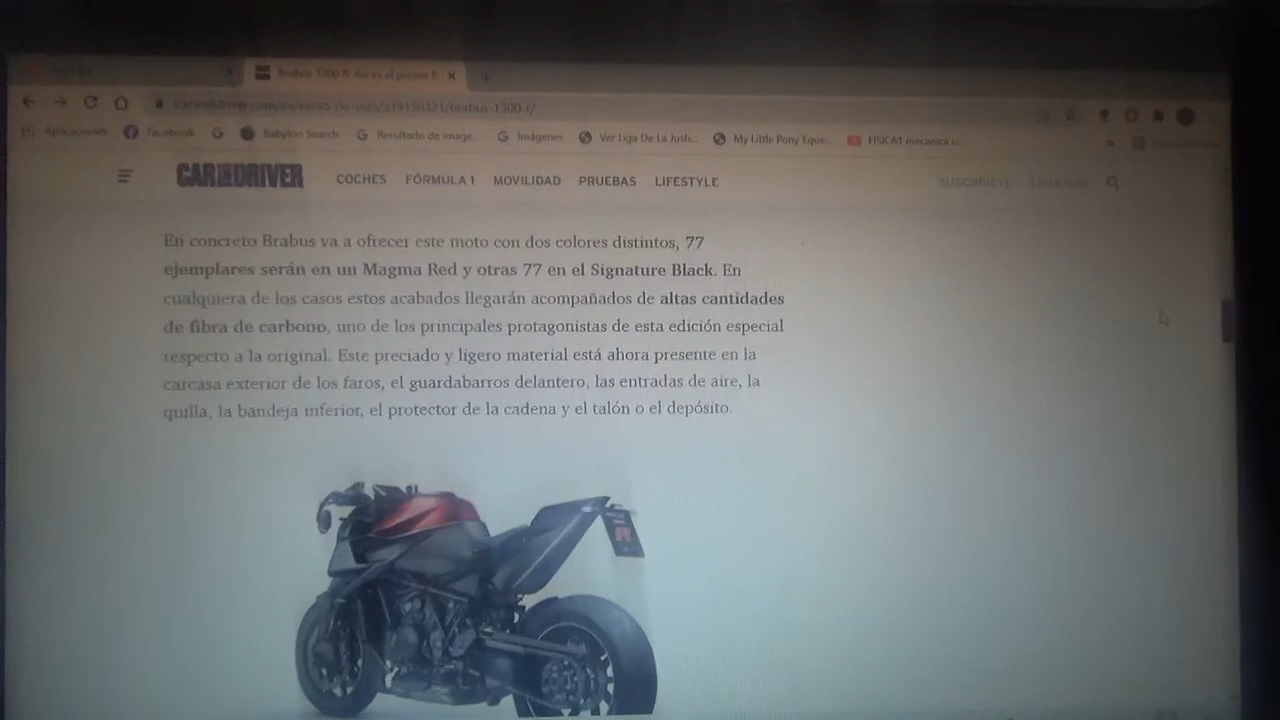 Brabus 1300 R: Así es el primer
brabus-1300-r/
Aplicaciones Facebook Babylon Search Resultado de image... Imágenes Ver Liga De La Justi... My Little Pony Eque... FISICA1 mecanica
CAR AND DRIVER COCHES FÓRMULA 1 MOVILIDAD PRUEBAS LIFESTYLE SUSCRÍBETE
En concreto Brabus va a ofrecer este moto con dos colores distintos, 77
ejemplares serán en un Magma Red y otras 77 en el Signature Black. En
cualquiera de los casos estos acabados llegarán acompañados de altas cantidades
de fibra de carbono, uno de los principales protagonistas de esta edición especial
respecto a la original. Este preciado y ligero material está ahora presente en la
carcasa exterior de los faros, el guardabarros delantero, las entradas de aire, la
quilla, la bandeja inferior, el protector de la cadena y el talón o el depósito.
R